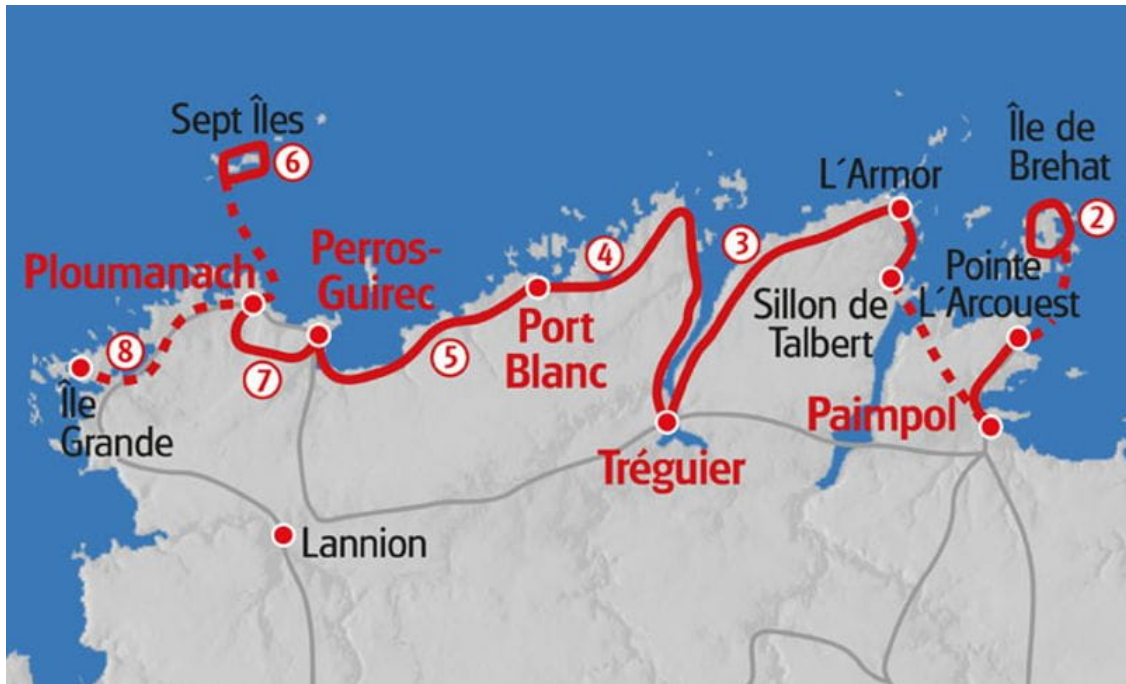 Sept Îles
6
Île de
Brehat
L´Armor
2
3
Perros-
Guirec
Ploumanach
4
Pointe
L´Arcouest
Sillon de
Talbert
Port
Blanc
5
8
7
Île
Grande
Paimpol
Tréguier
Lannion